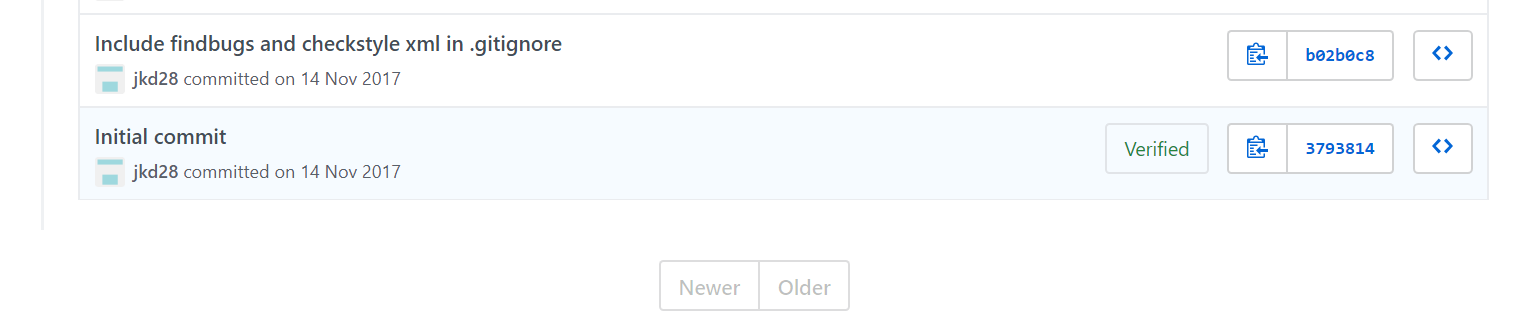 Include findbugs and checkstyle xml in .gitignore
jkd28 committed on 14 Nov 2017
b02b0c8
Initial commit
jkd28 committed on 14 Nov 2017
Verified
3793814
Newer Older